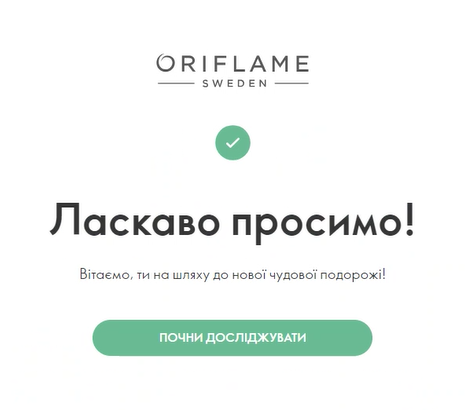 ORIFLAME
SWEDEN
Ласкаво просимо!
Вітаємо, ти на шляху до нової чудової подорожі!
ПОЧНИ ДОСЛІДЖУВАТИ